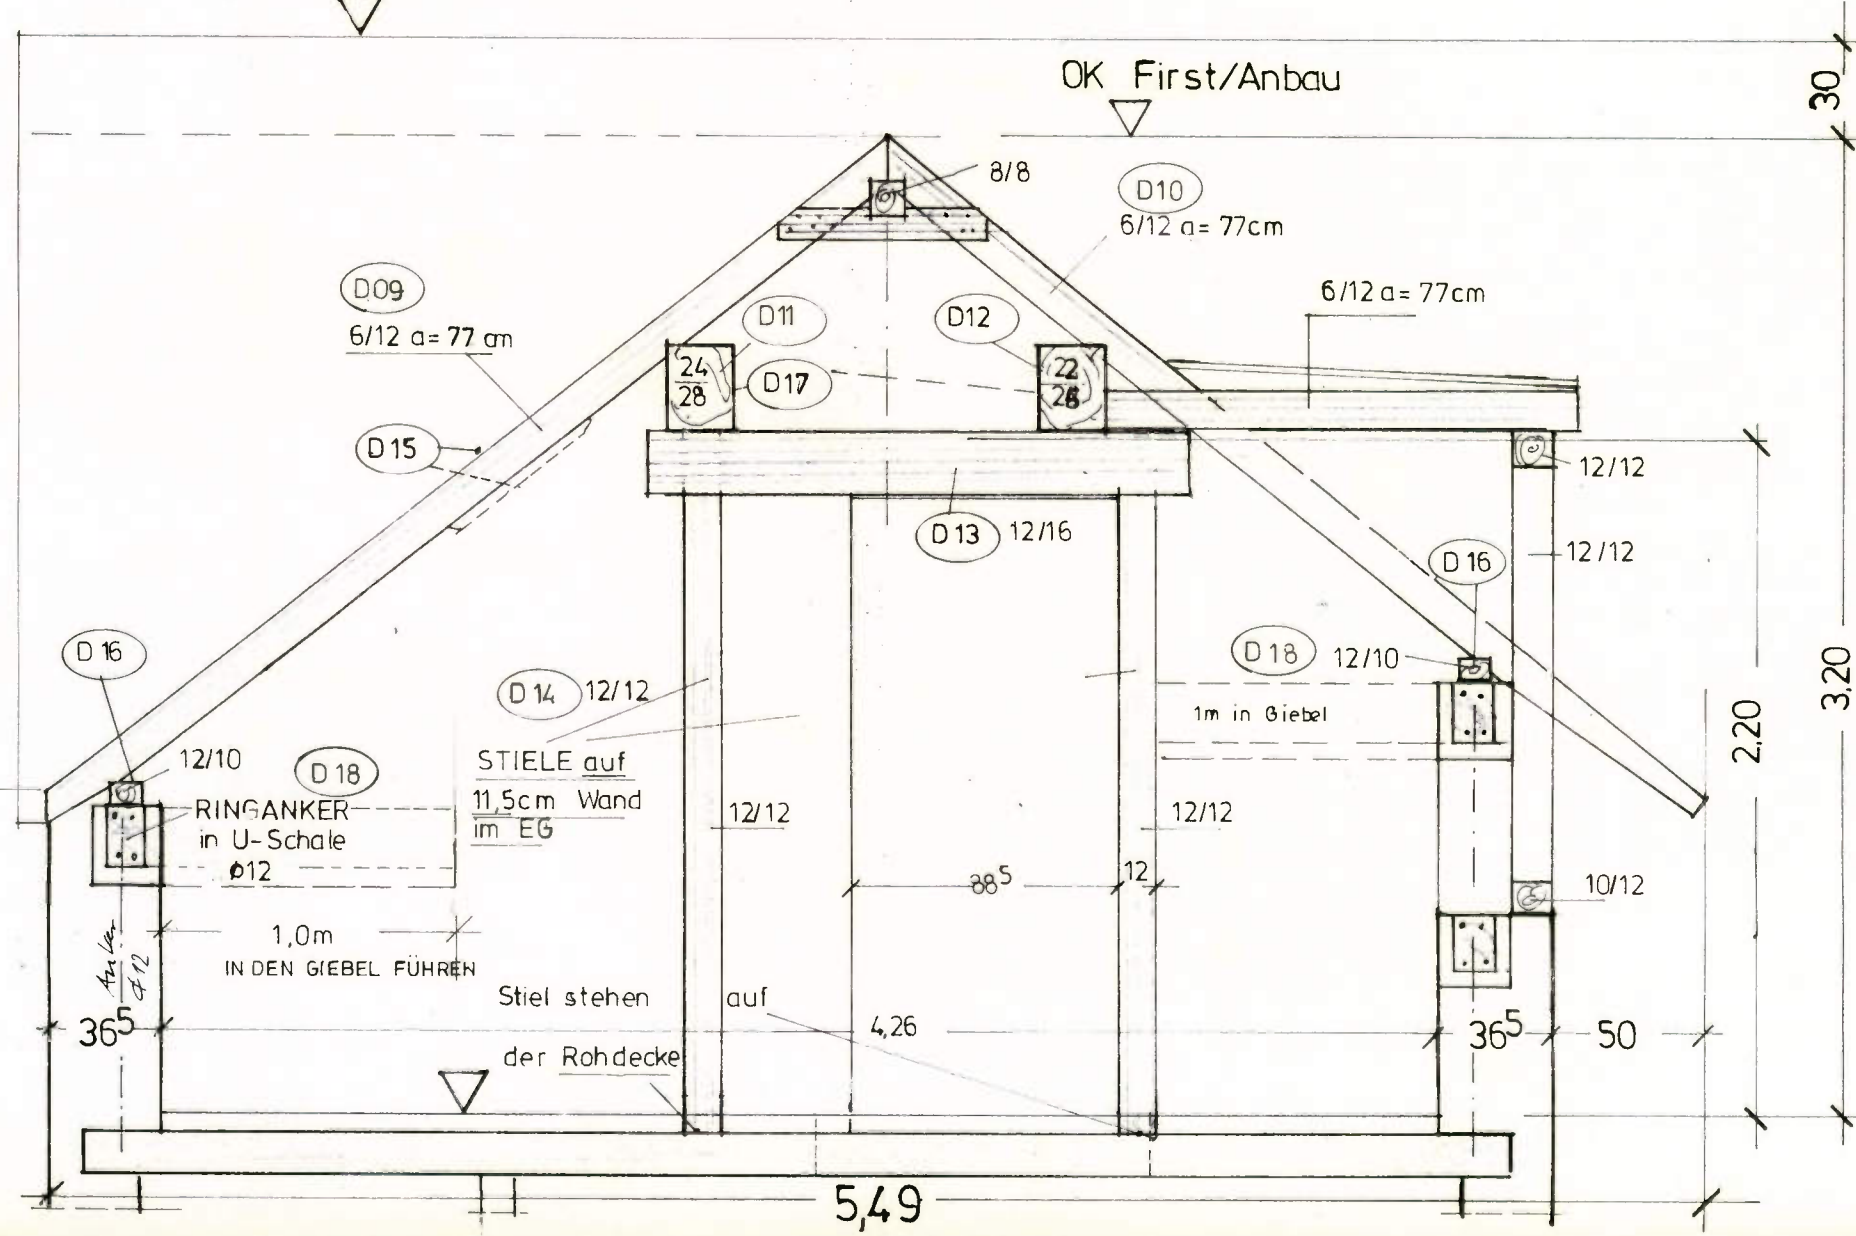 OK First/Anbau
30
8/8
D10
6/12 a= 77cm
D09
6/12 a= 77 cm
D11
D12
6/12 a= 77cm
24
28
D17
22
D15
12/12
D13 12/16
12/12
D16
D16
D18 12/10
D14 12/12
1m in Giebel
3,20
2,20
12/10
D18
STIELE auf
11,5cm Wand
im EG
RINGANKER
in U-Schale
ø12
12/12
12/12
88⁵
12
10/12
1,0m
IN DEN GIEBEL FÜHREN
Anker
ø12
Stiel stehen auf
der Rohdecke
36⁵
4,26
36⁵
50
5,49